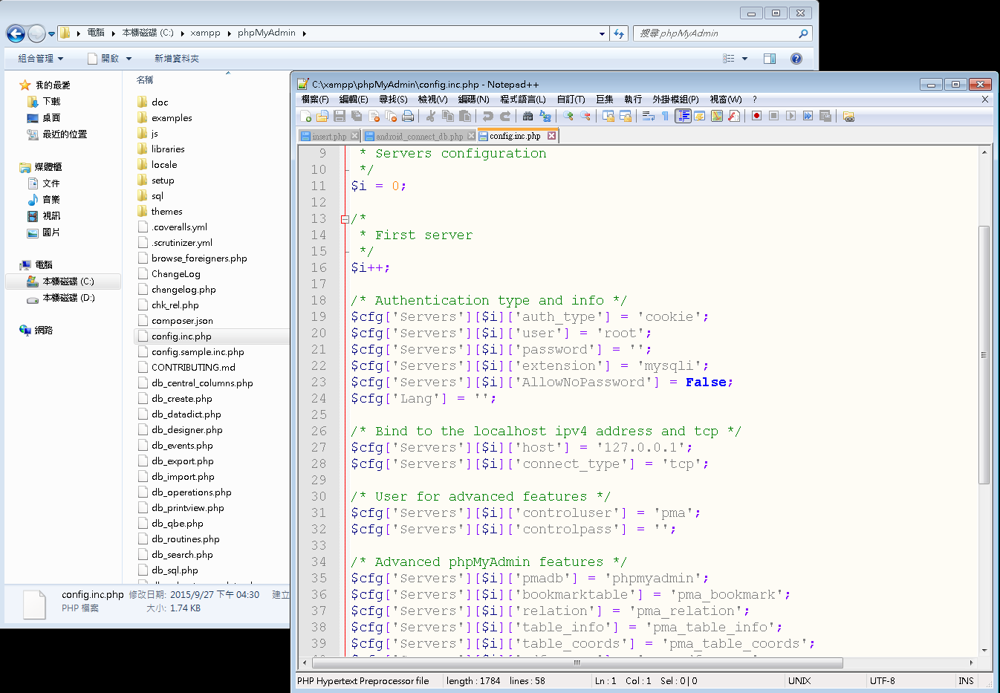 電腦 本機磁碟 (C:) xampp phpMyAdmin
搜尋 phpMyAdmin
組合管理 開啟 新增資料夾
我的最愛
下載
桌面
最近的位置
媒體櫃
文件
音樂
視訊
圖片
電腦
本機磁碟 (C:)
本機磁碟 (D:)
網路
名稱
doc
examples
js
libraries
locale
setup
sql
themes
.coveralls.yml
.scrutinizer.yml
browse_foreigners.php
ChangeLog
changelog.php
chk_rel.php
composer.json
config.inc.php
config.sample.inc.php
CONTRIBUTING.md
db_central_columns.php
db_create.php
db_datadict.php
db_designer.php
db_events.php
db_export.php
db_import.php
db_operations.php
db_printview.php
db_qbe.php
db_routines.php
db_search.php
db_sql.php
config.inc.php 修改日期: 2015/9/27 下午 04:30 建立
PHP 檔案 大小: 1.74 KB
C:\xampp\phpMyAdmin\config.inc.php - Notepad++
檔案(F) 編輯(E) 尋找(S) 檢視(V) 編碼(N) 程式語言(L) 自訂(T) 巨集 執行 外掛模組(P) 視窗(W) ? X
insert.php android_connect_db.php config.inc.php
9 * Servers configuration
10 */
11 $i = 0;
12
13 /*
14 * First server
15 */
16 $i++;
17
18 /* Authentication type and info */
19 $cfg['Servers'][$i]['auth_type'] = 'cookie';
20 $cfg['Servers'][$i]['user'] = 'root';
21 $cfg['Servers'][$i]['password'] = '';
22 $cfg['Servers'][$i]['extension'] = 'mysqli';
23 $cfg['Servers'][$i]['AllowNoPassword'] = False;
24 $cfg['Lang'] = '';
25
26 /* Bind to the localhost ipv4 address and tcp */
27 $cfg['Servers'][$i]['host'] = '127.0.0.1';
28 $cfg['Servers'][$i]['connect_type'] = 'tcp';
29
30 /* User for advanced features */
31 $cfg['Servers'][$i]['controluser'] = 'pma';
32 $cfg['Servers'][$i]['controlpass'] = '';
33
34 /* Advanced phpMyAdmin features */
35 $cfg['Servers'][$i]['pmadb'] = 'phpmyadmin';
36 $cfg['Servers'][$i]['bookmarktable'] = 'pma_bookmark';
37 $cfg['Servers'][$i]['relation'] = 'pma_relation';
38 $cfg['Servers'][$i]['table_info'] = 'pma_table_info';
39 $cfg['Servers'][$i]['table_coords'] = 'pma_table_coords';
PHP Hypertext Preprocessor file length : 1784 lines : 58 Ln : 1 Col : 1 Sel : 0 | 0 UNIX UTF-8 INS